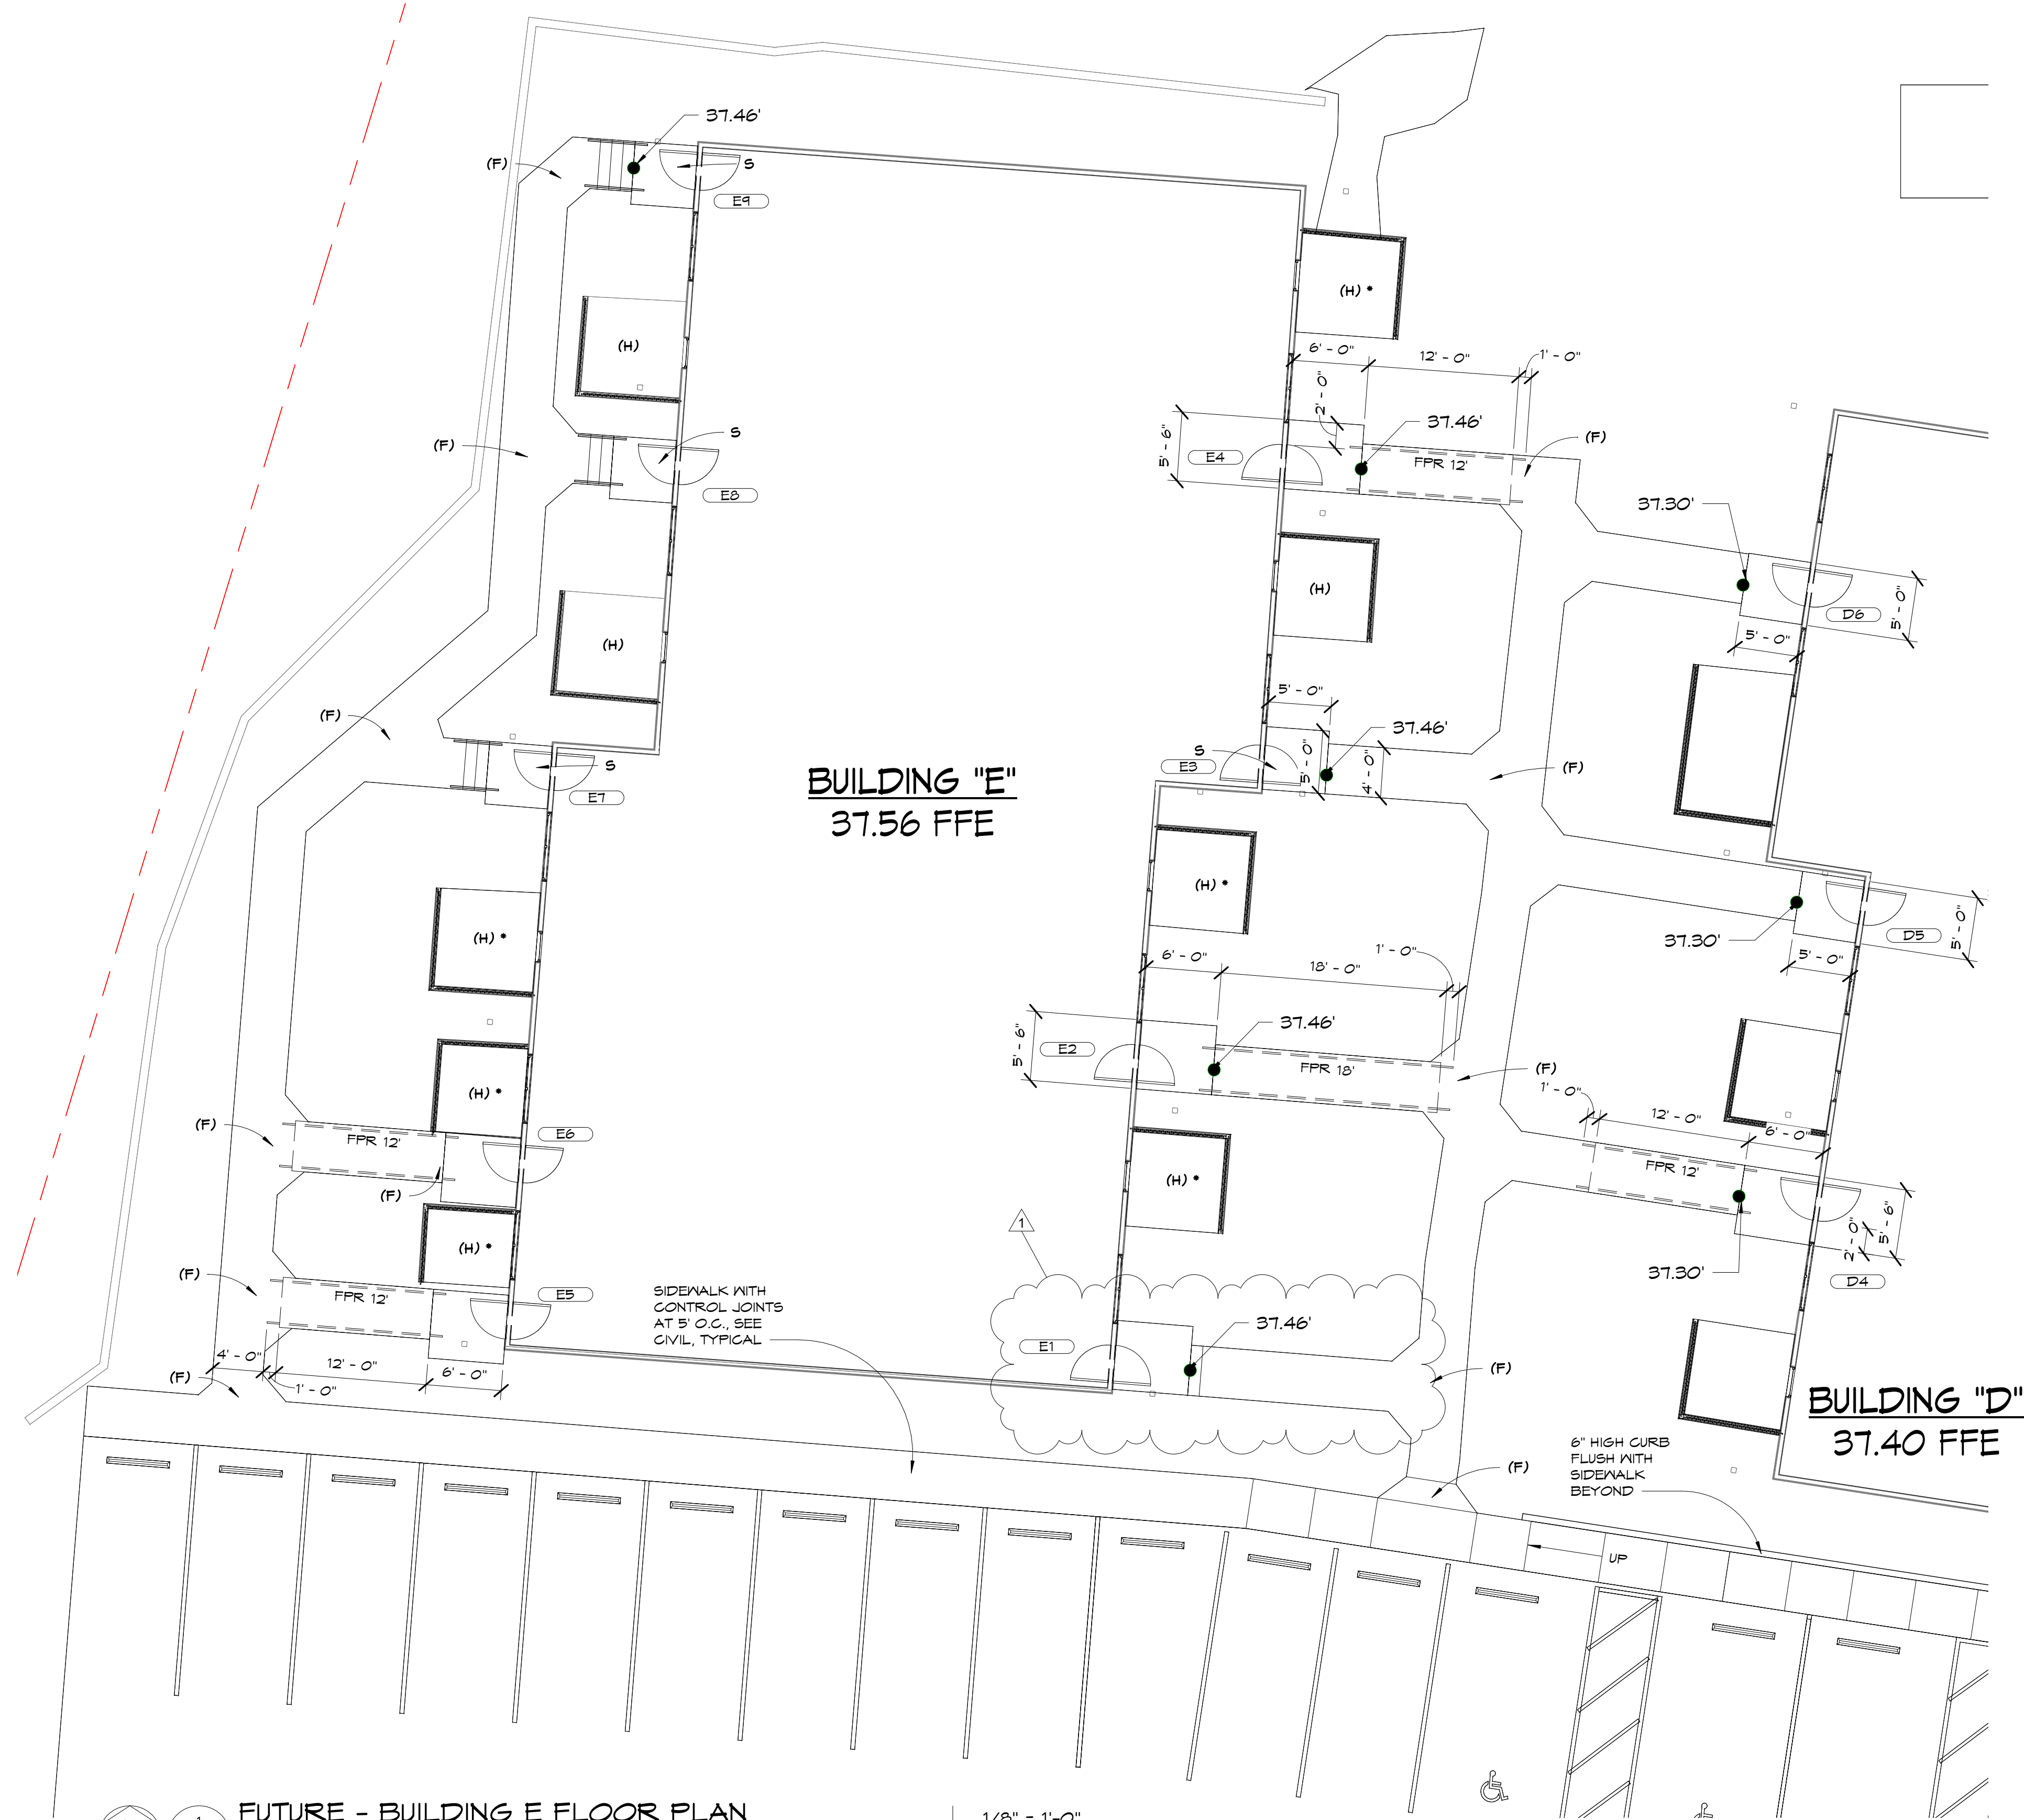 37.46'
(F)
S
E9
(H) *
(H)
6' - 0"
12' - 0"
1' - 0"
2' - 0"
5' - 6"
37.46'
E4
FPR 12'
(F)
(F)
S
E8
37.30'
(H)
D6
5' - 0"
5' - 0"
(H)
5' - 0"
(F)
37.46'
S
E3
5' - 0"
4' - 0"
(F)
S
E7
BUILDING "E"
37.56 FFE
(H) *
37.30'
D5
5' - 0"
5' - 0"
(H) *
6' - 0"
18' - 0"
1' - 0"
5' - 6"
37.46'
E2
FPR 18'
(F)
1' - 0"
12' - 0"
6' - 0"
(H) *
(F)
FPR 12'
E6
(F)
FPR 12'
(H) *
5' - 6"
2' - 0"
37.30'
D4
1
(H) *
(F)
FPR 12'
E5
SIDEWALK WITH
CONTROL JOINTS
AT 5' O.C., SEE
CIVIL, TYPICAL
37.46'
E1
(F)
4' - 0"
12' - 0"
6' - 0"
1' - 0"
(F)
BUILDING "D"
37.40 FFE
6" HIGH CURB
FLUSH WITH
SIDEWALK
BEYOND
(F)
UP
1
FUTURE - BUILDING E FLOOR PLAN
1/8" = 1'-0"